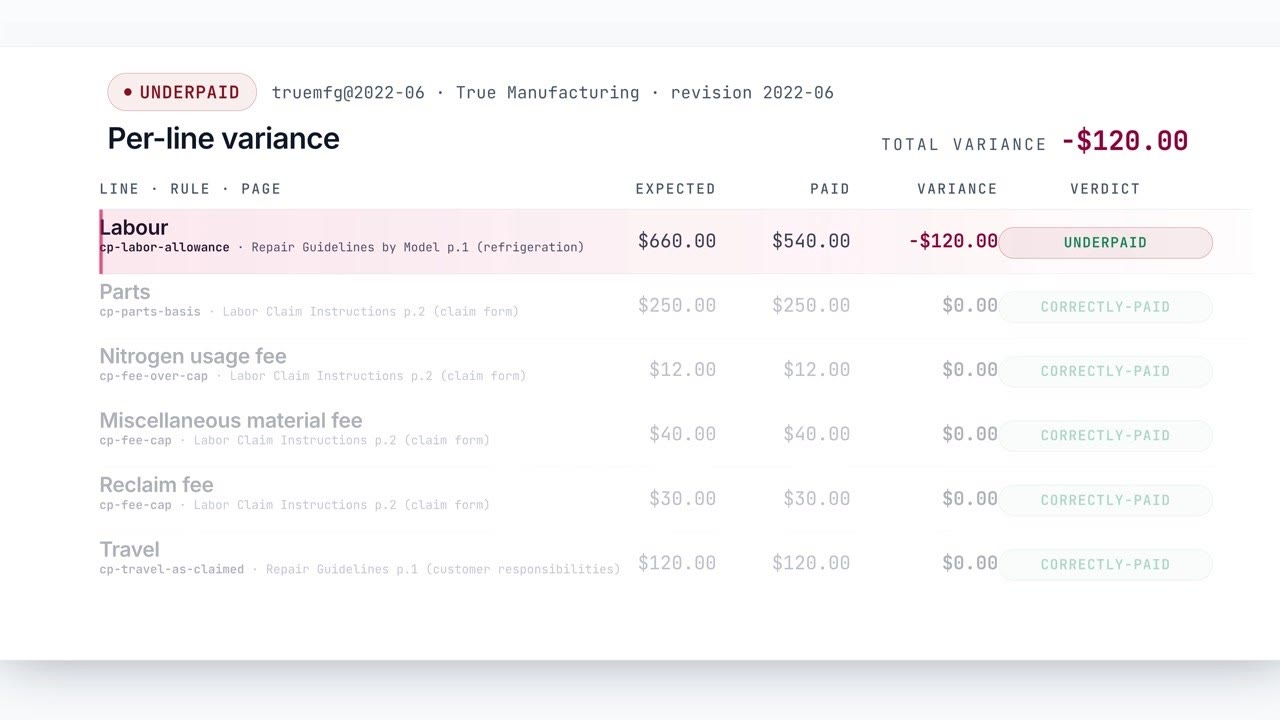 UNDERPAID truemfg@2022-06 · True Manufacturing · revision 2022-06
Per-line variance
TOTAL VARIANCE -$120.00
LINE · RULE · PAGE EXPECTED PAID VARIANCE VERDICT
Labour
cp-labor-allowance · Repair Guidelines by Model p.1 (refrigeration) $660.00 $540.00 -$120.00 UNDERPAID
Parts
cp-parts-basis · Labor Claim Instructions p.2 (claim form) $250.00 $250.00 $0.00 CORRECTLY-PAID
Nitrogen usage fee
cp-fee-over-cap · Labor Claim Instructions p.2 (claim form) $12.00 $12.00 $0.00 CORRECTLY-PAID
Miscellaneous material fee
cp-fee-cap · Labor Claim Instructions p.2 (claim form) $40.00 $40.00 $0.00 CORRECTLY-PAID
Reclaim fee
cp-fee-cap · Labor Claim Instructions p.2 (claim form) $30.00 $30.00 $0.00 CORRECTLY-PAID
Travel
cp-travel-as-claimed · Repair Guidelines p.1 (customer responsibilities) $120.00 $120.00 $0.00 CORRECTLY-PAID